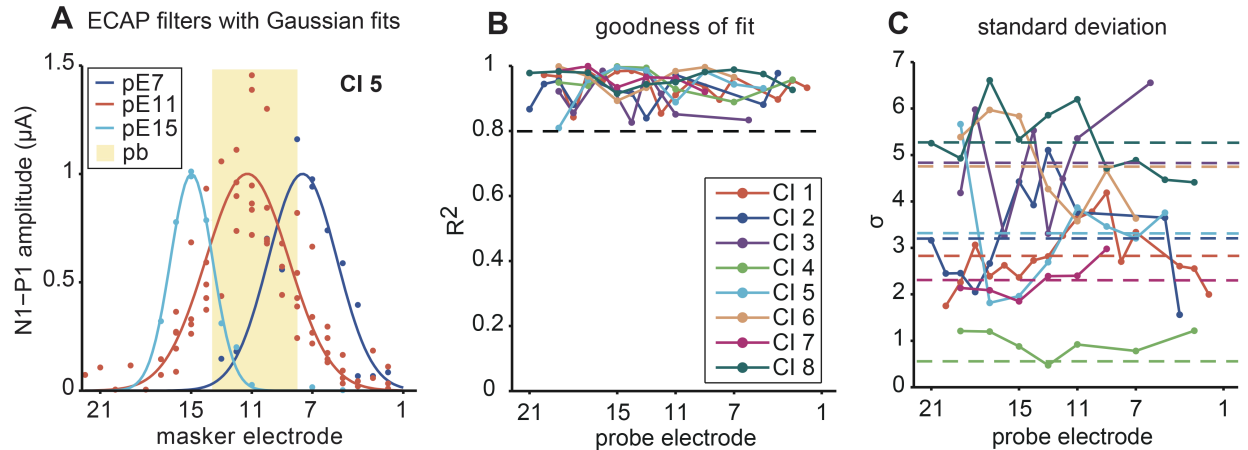 A ECAP filters with Gaussian fits
N1−P1 amplitude (μA)
1.5
1
0.5
0
pE7
pE11
pE15
pb
CI 5
21 15 11 7 1
masker electrode
B goodness of fit
R2
1
0.8
0.6
0.4
0.2
0
CI 1
CI 2
CI 3
CI 4
CI 5
CI 6
CI 7
CI 8
21 15 11 7 1
probe electrode
C standard deviation
σ
7
6
5
4
3
2
1
0
21 15 11 7 1
probe electrode